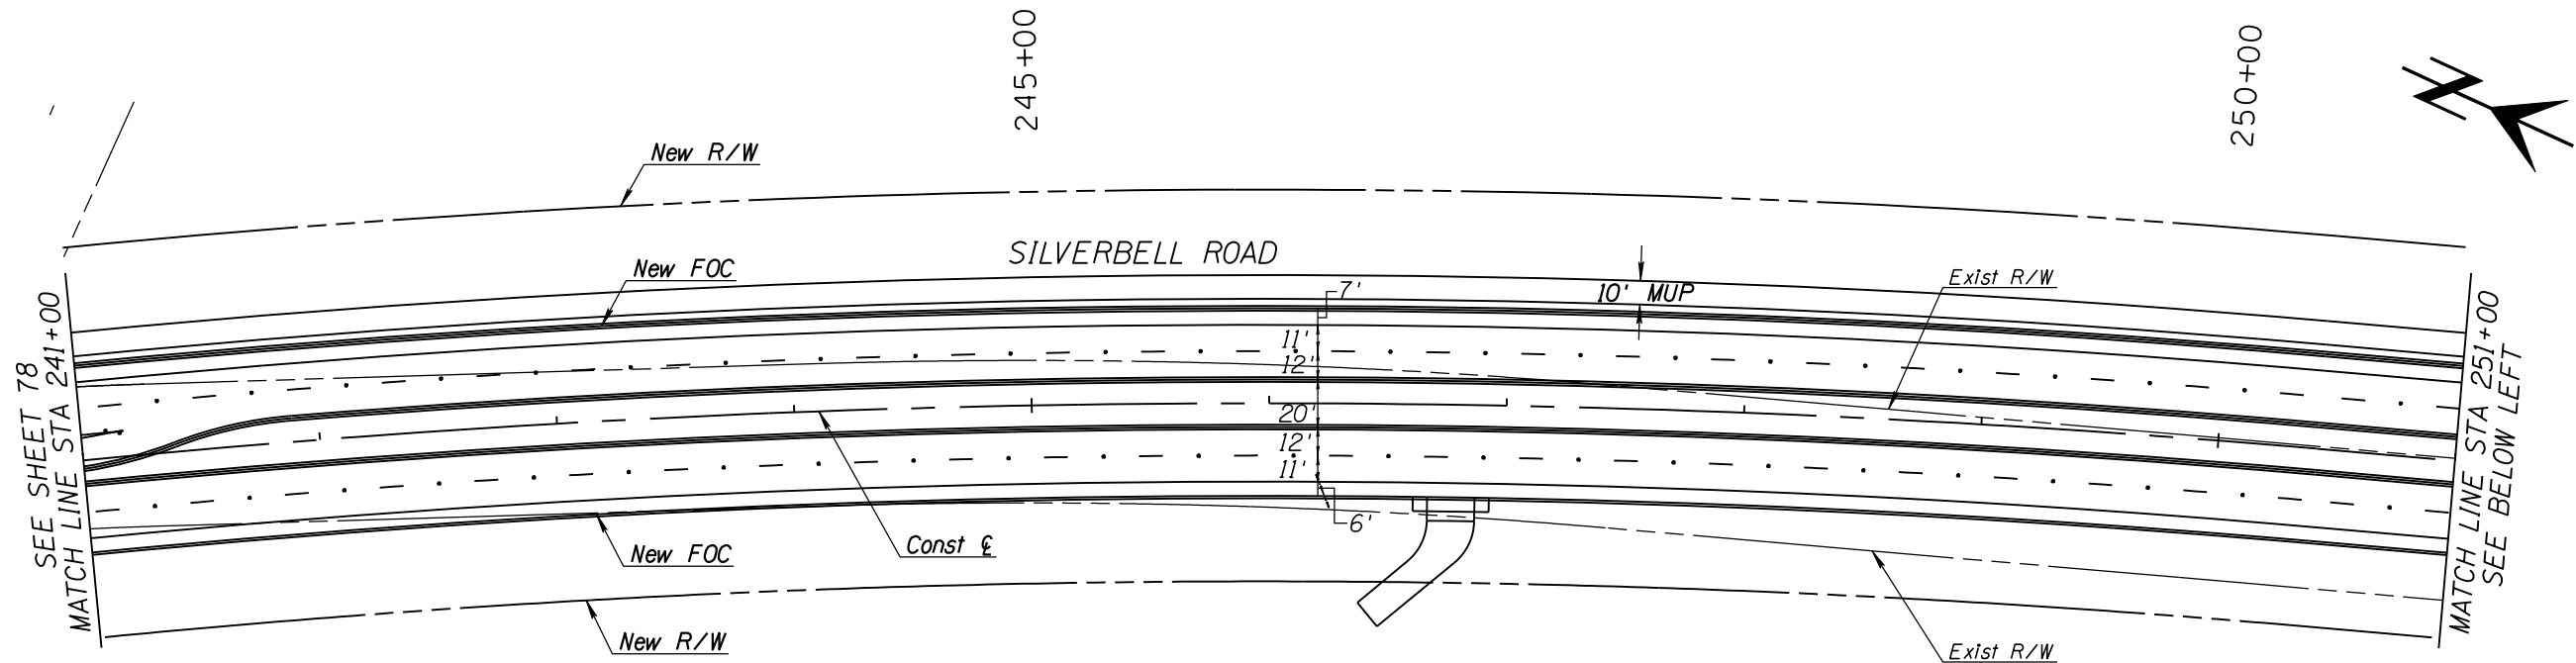 245+00
250+00
New R/W
SILVERBELL ROAD
New FOC
7'
10' MUP
Exist R/W
SEE SHEET 78
MATCH LINE STA 241+00
11'
12'
20'
12'
11'
6'
MATCH LINE STA 251+00
SEE BELOW LEFT
New FOC
Const ℄
New R/W
Exist R/W